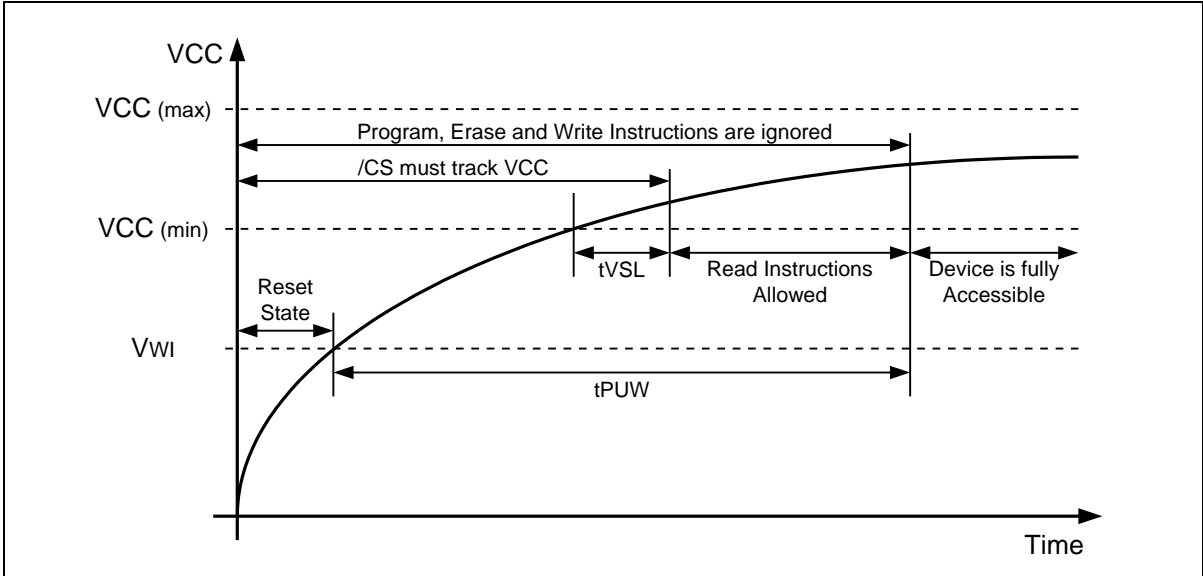 VCC
VCC (max)
Program, Erase and Write Instructions are ignored
/CS must track VCC
VCC (min)
tVSL
Read Instructions
Allowed
Device is fully
Accessible
Reset
State
VWI
tPUW
Time